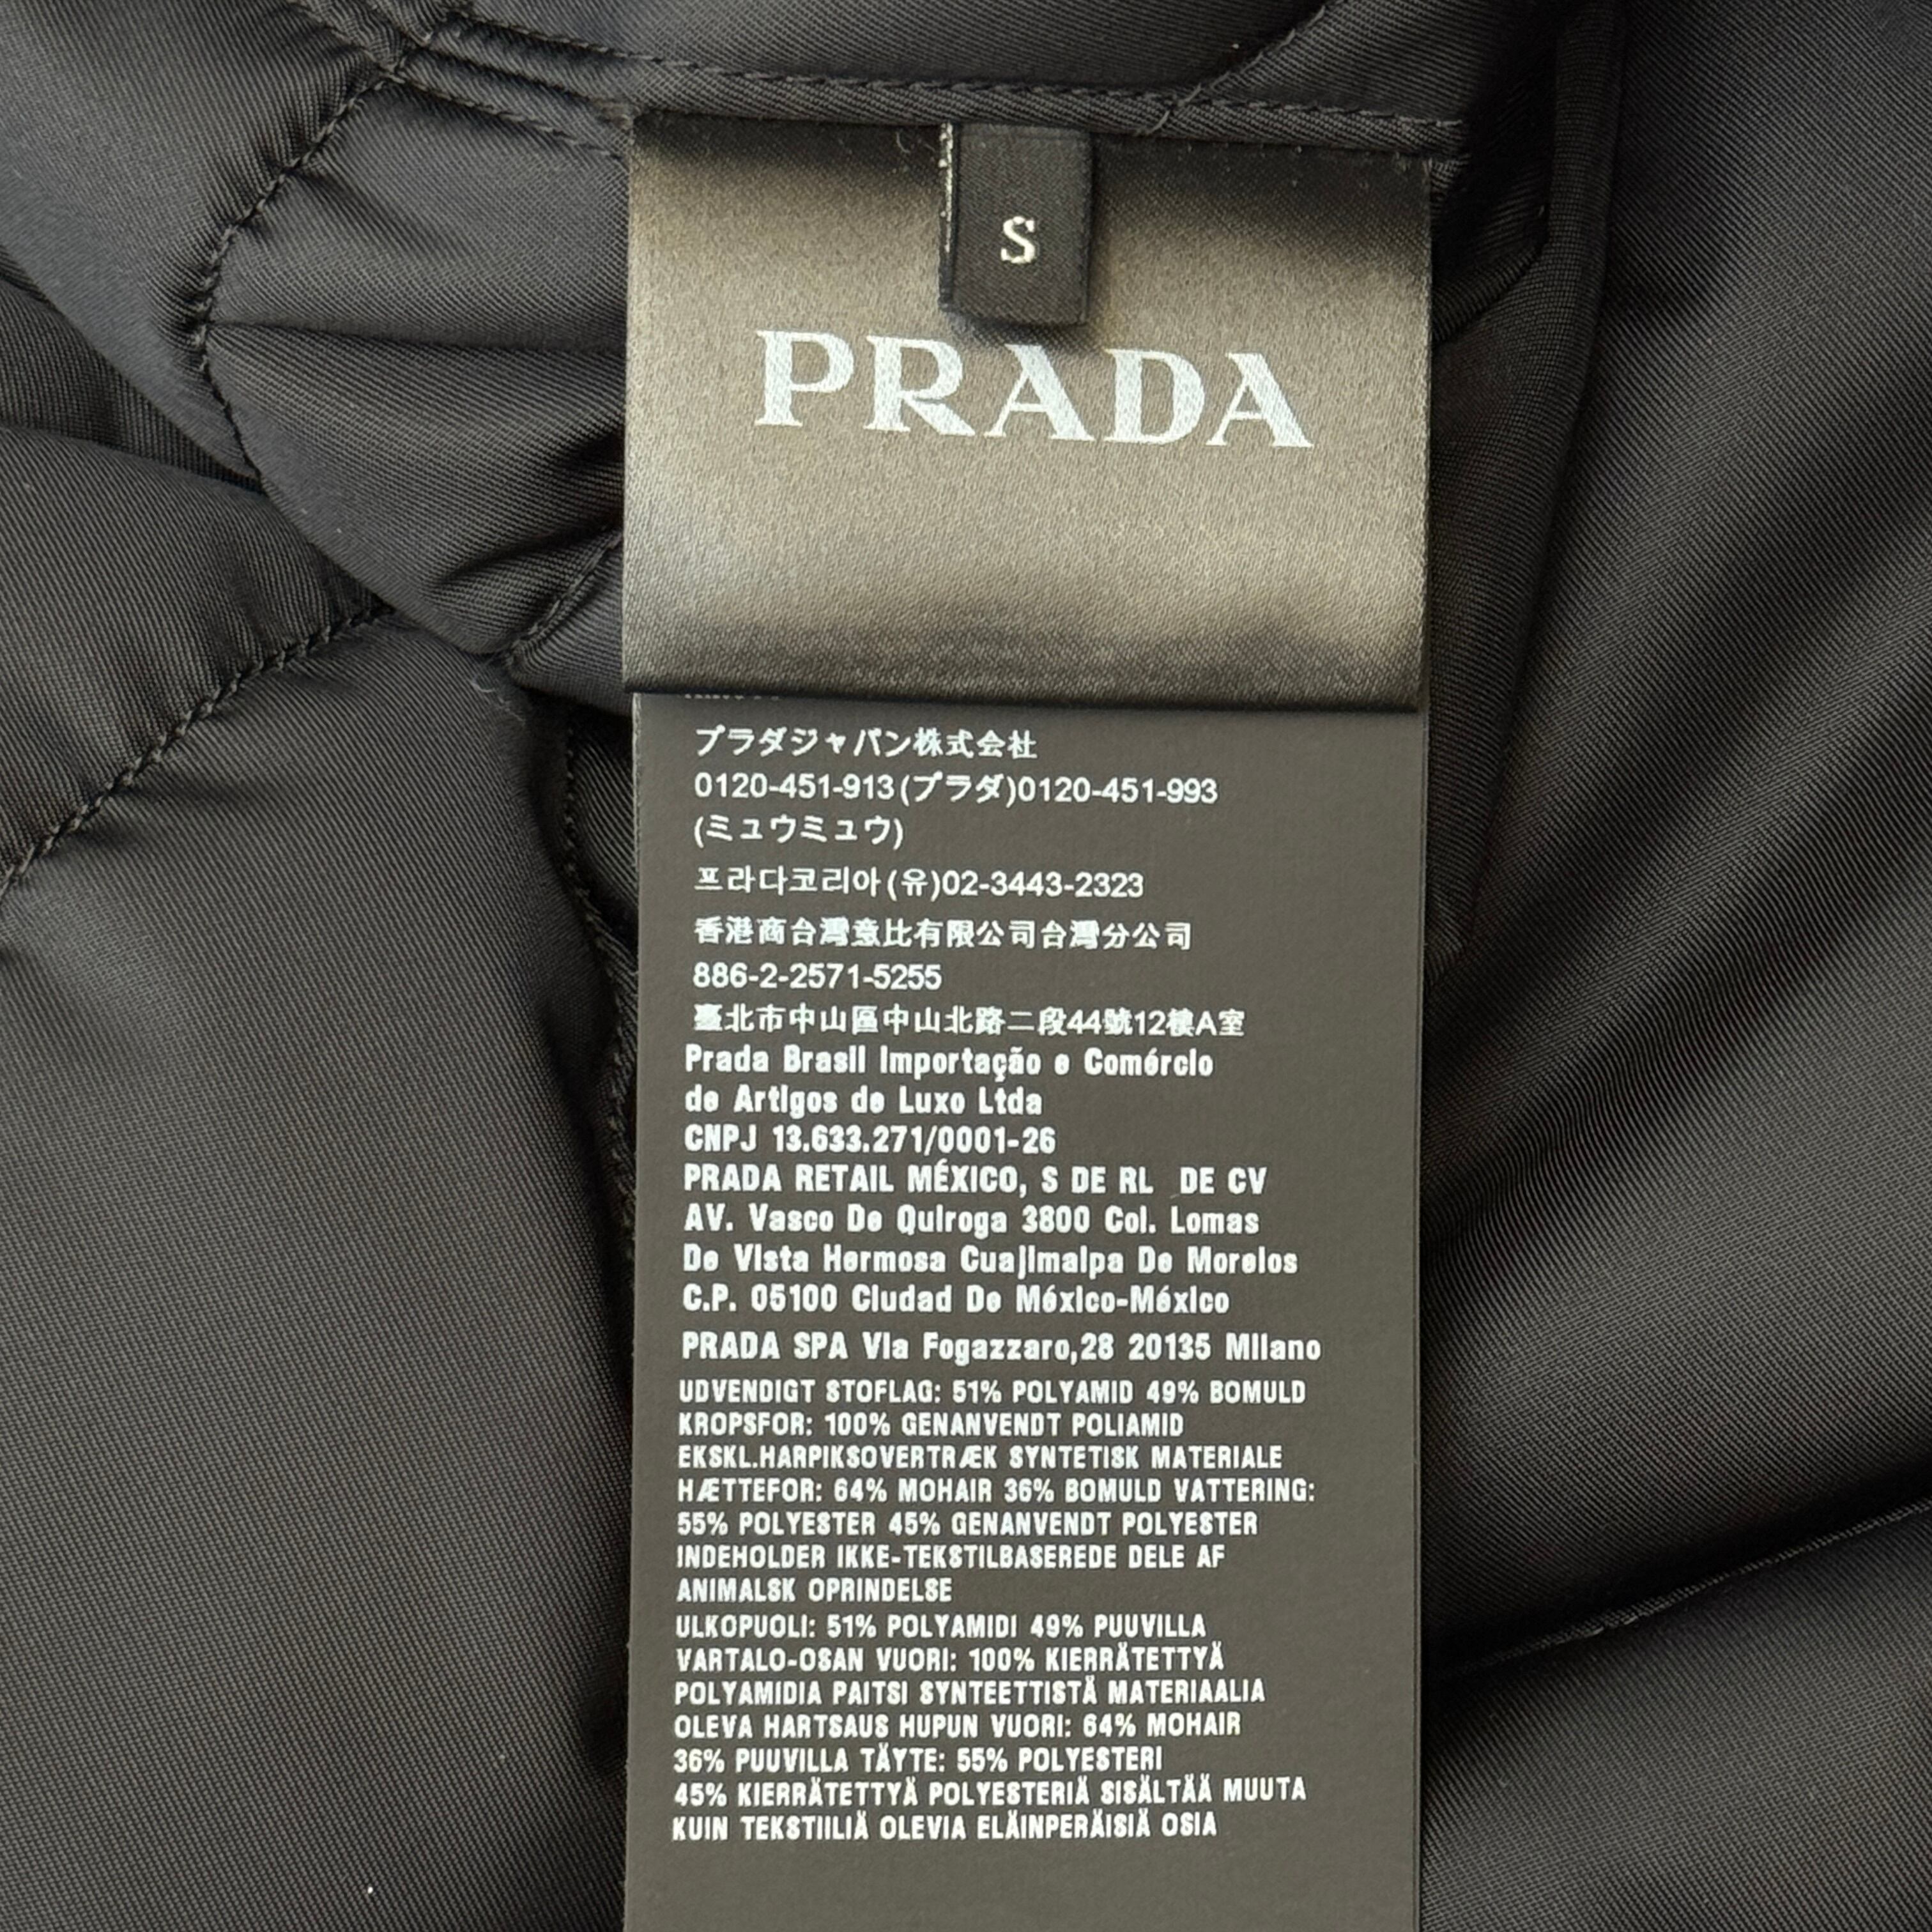 S
PRADA
プラダジャパン株式会社
0120-451-913(プラダ)0120-451-993
(ミュウミュウ)
프라다코리아(유)02-3443-2323
香港商台灣意比有限公司台灣分公司
886-2-2571-5255
臺北市中山區中山北路二段44號12樓A室
Prada Brasil Importação e Comércio
de Artigos de Luxo Ltda
CNPJ 13.633.271/0001-26
PRADA RETAIL MÉXICO, S DE RL DE CV
AV. Vasco De Quiroga 3800 Col. Lomas
De Vista Hermosa Cuajimalpa De Morelos
C.P. 05100 Ciudad De México-México
PRADA SPA Via Fogazzaro,28 20135 Milano
UDVENDIGT STOFLAG: 51% POLYAMID 49% BOMULD
KROPSFOR: 100% GENANVENDT POLIAMID
EKSKL.HARPIKSOVERTRÆK SYNTETISK MATERIALE
HÆTTEFOR: 64% MOHAIR 36% BOMULD VATTERING:
55% POLYESTER 45% GENANVENDT POLYESTER
INDEHOLDER IKKE-TEKSTILBASEREDE DELE AF
ANIMALSK OPRINDELSE
ULKOPUOLI: 51% POLYAMIDI 49% PUUVILLA
VARTALO-OSAN VUORI: 100% KIERRÄTETTYÄ
POLYAMIDIA PAITSI SYNTEETTISTÄ MATERIAALIA
OLEVA HARTSAUS HUPUN VUORI: 64% MOHAIR
36% PUUVILLA TÄYTE: 55% POLYESTERI
45% KIERRÄTETTYÄ POLYESTERIÄ SISÄLTÄÄ MUUTA
KUIN TEKSTIILIÄ OLEVIA ELÄINPERÄISIÄ OSIA